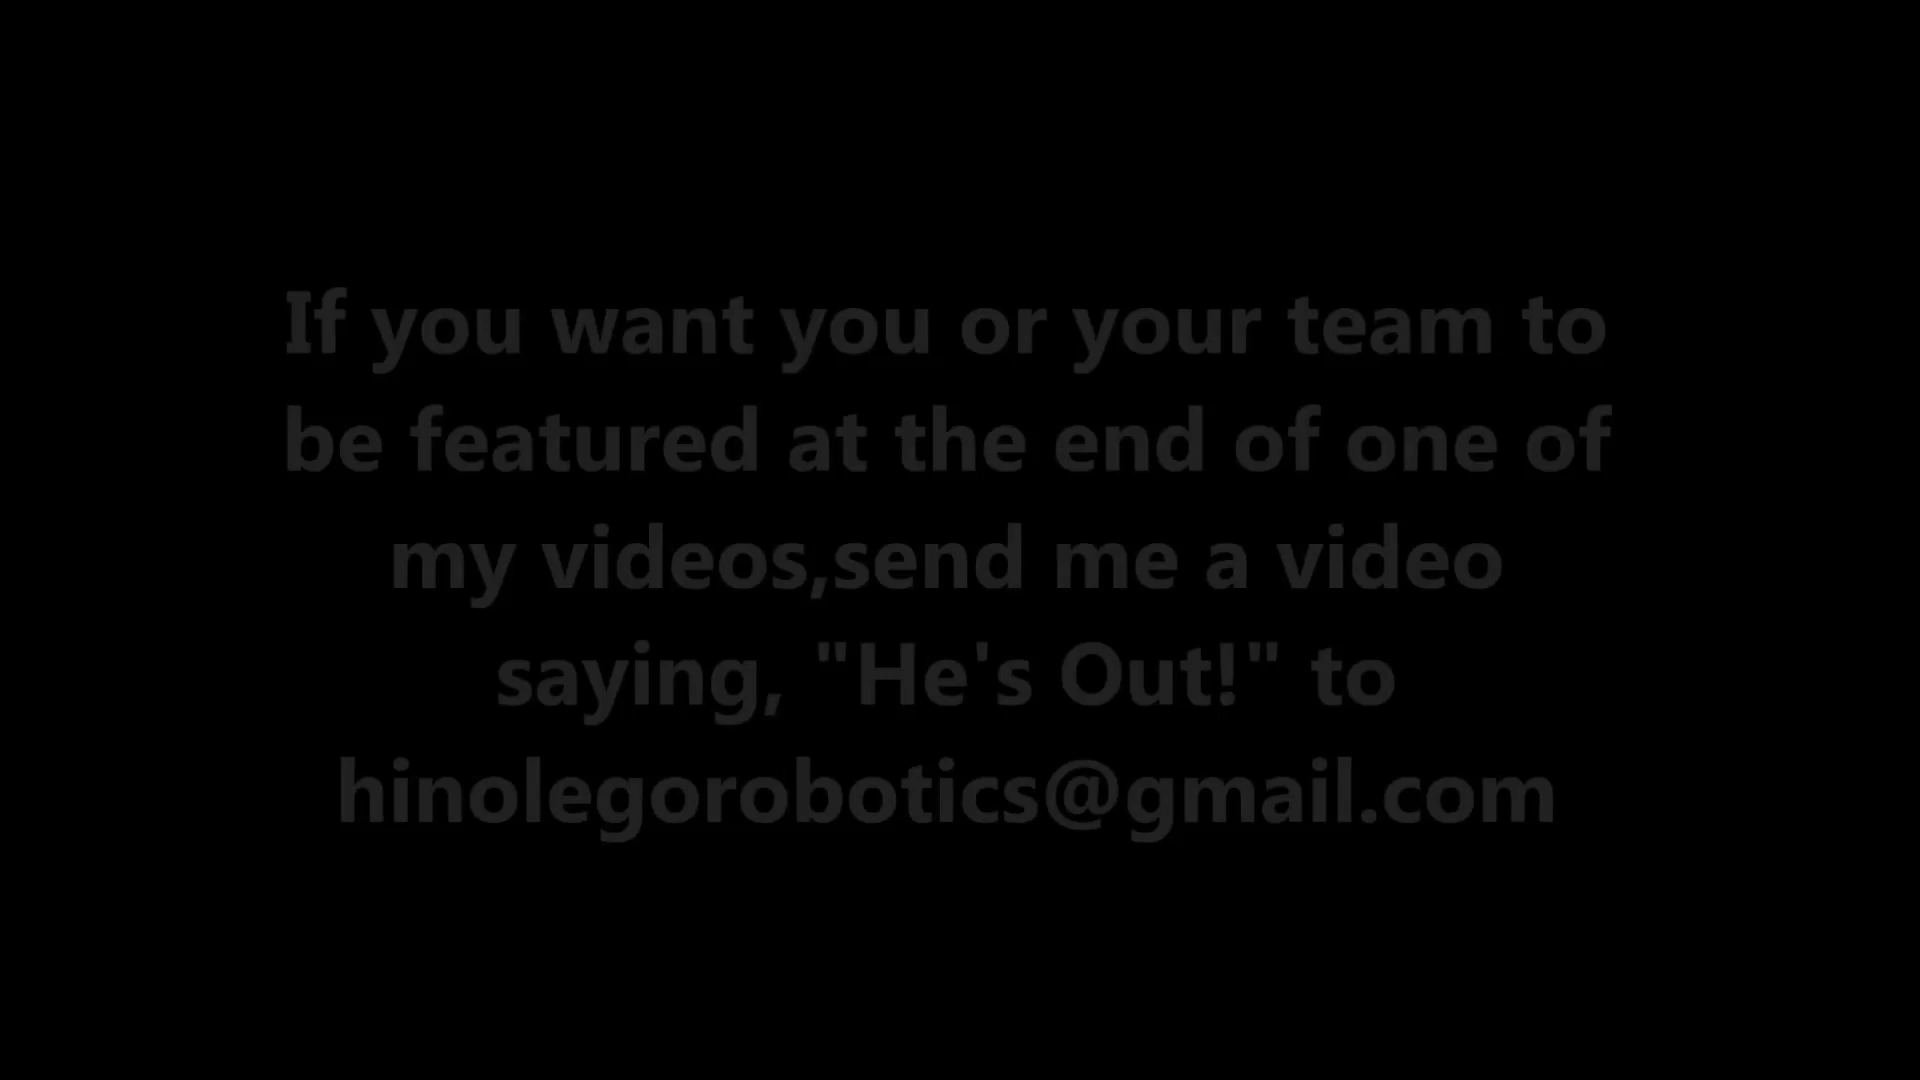 If you want you or your team to
be featured at the end of one of
my videos,send me a video
saying, "He's Out!" to
hinolegorobotics@gmail.com